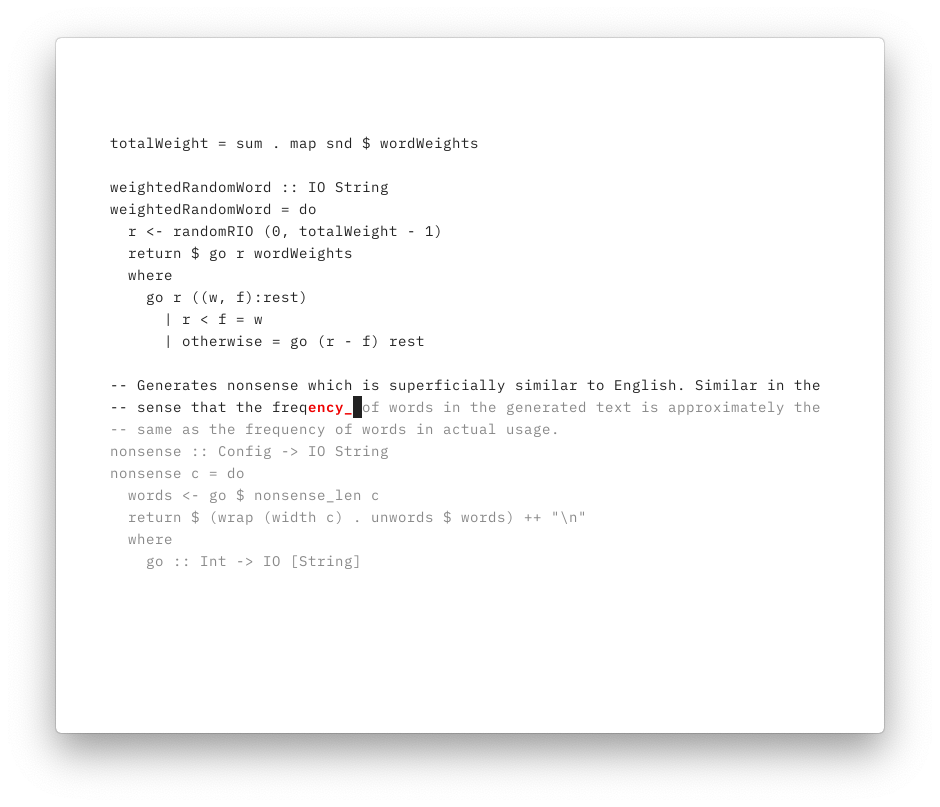 totalWeight = sum . map snd $ wordWeights

weightedRandomWord :: IO String
weightedRandomWord = do
  r <- randomRIO (0, totalWeight - 1)
  return $ go r wordWeights
  where
    go r ((w, f):rest)
      | r < f = w
      | otherwise = go (r - f) rest

-- Generates nonsense which is superficially similar to English. Similar in the
-- sense that the freqency_ of words in the generated text is approximately the
-- same as the frequency of words in actual usage.
nonsense :: Config -> IO String
nonsense c = do
  words <- go $ nonsense_len c
  return $ (wrap (width c) . unwords $ words) ++ "\n"
  where
    go :: Int -> IO [String]